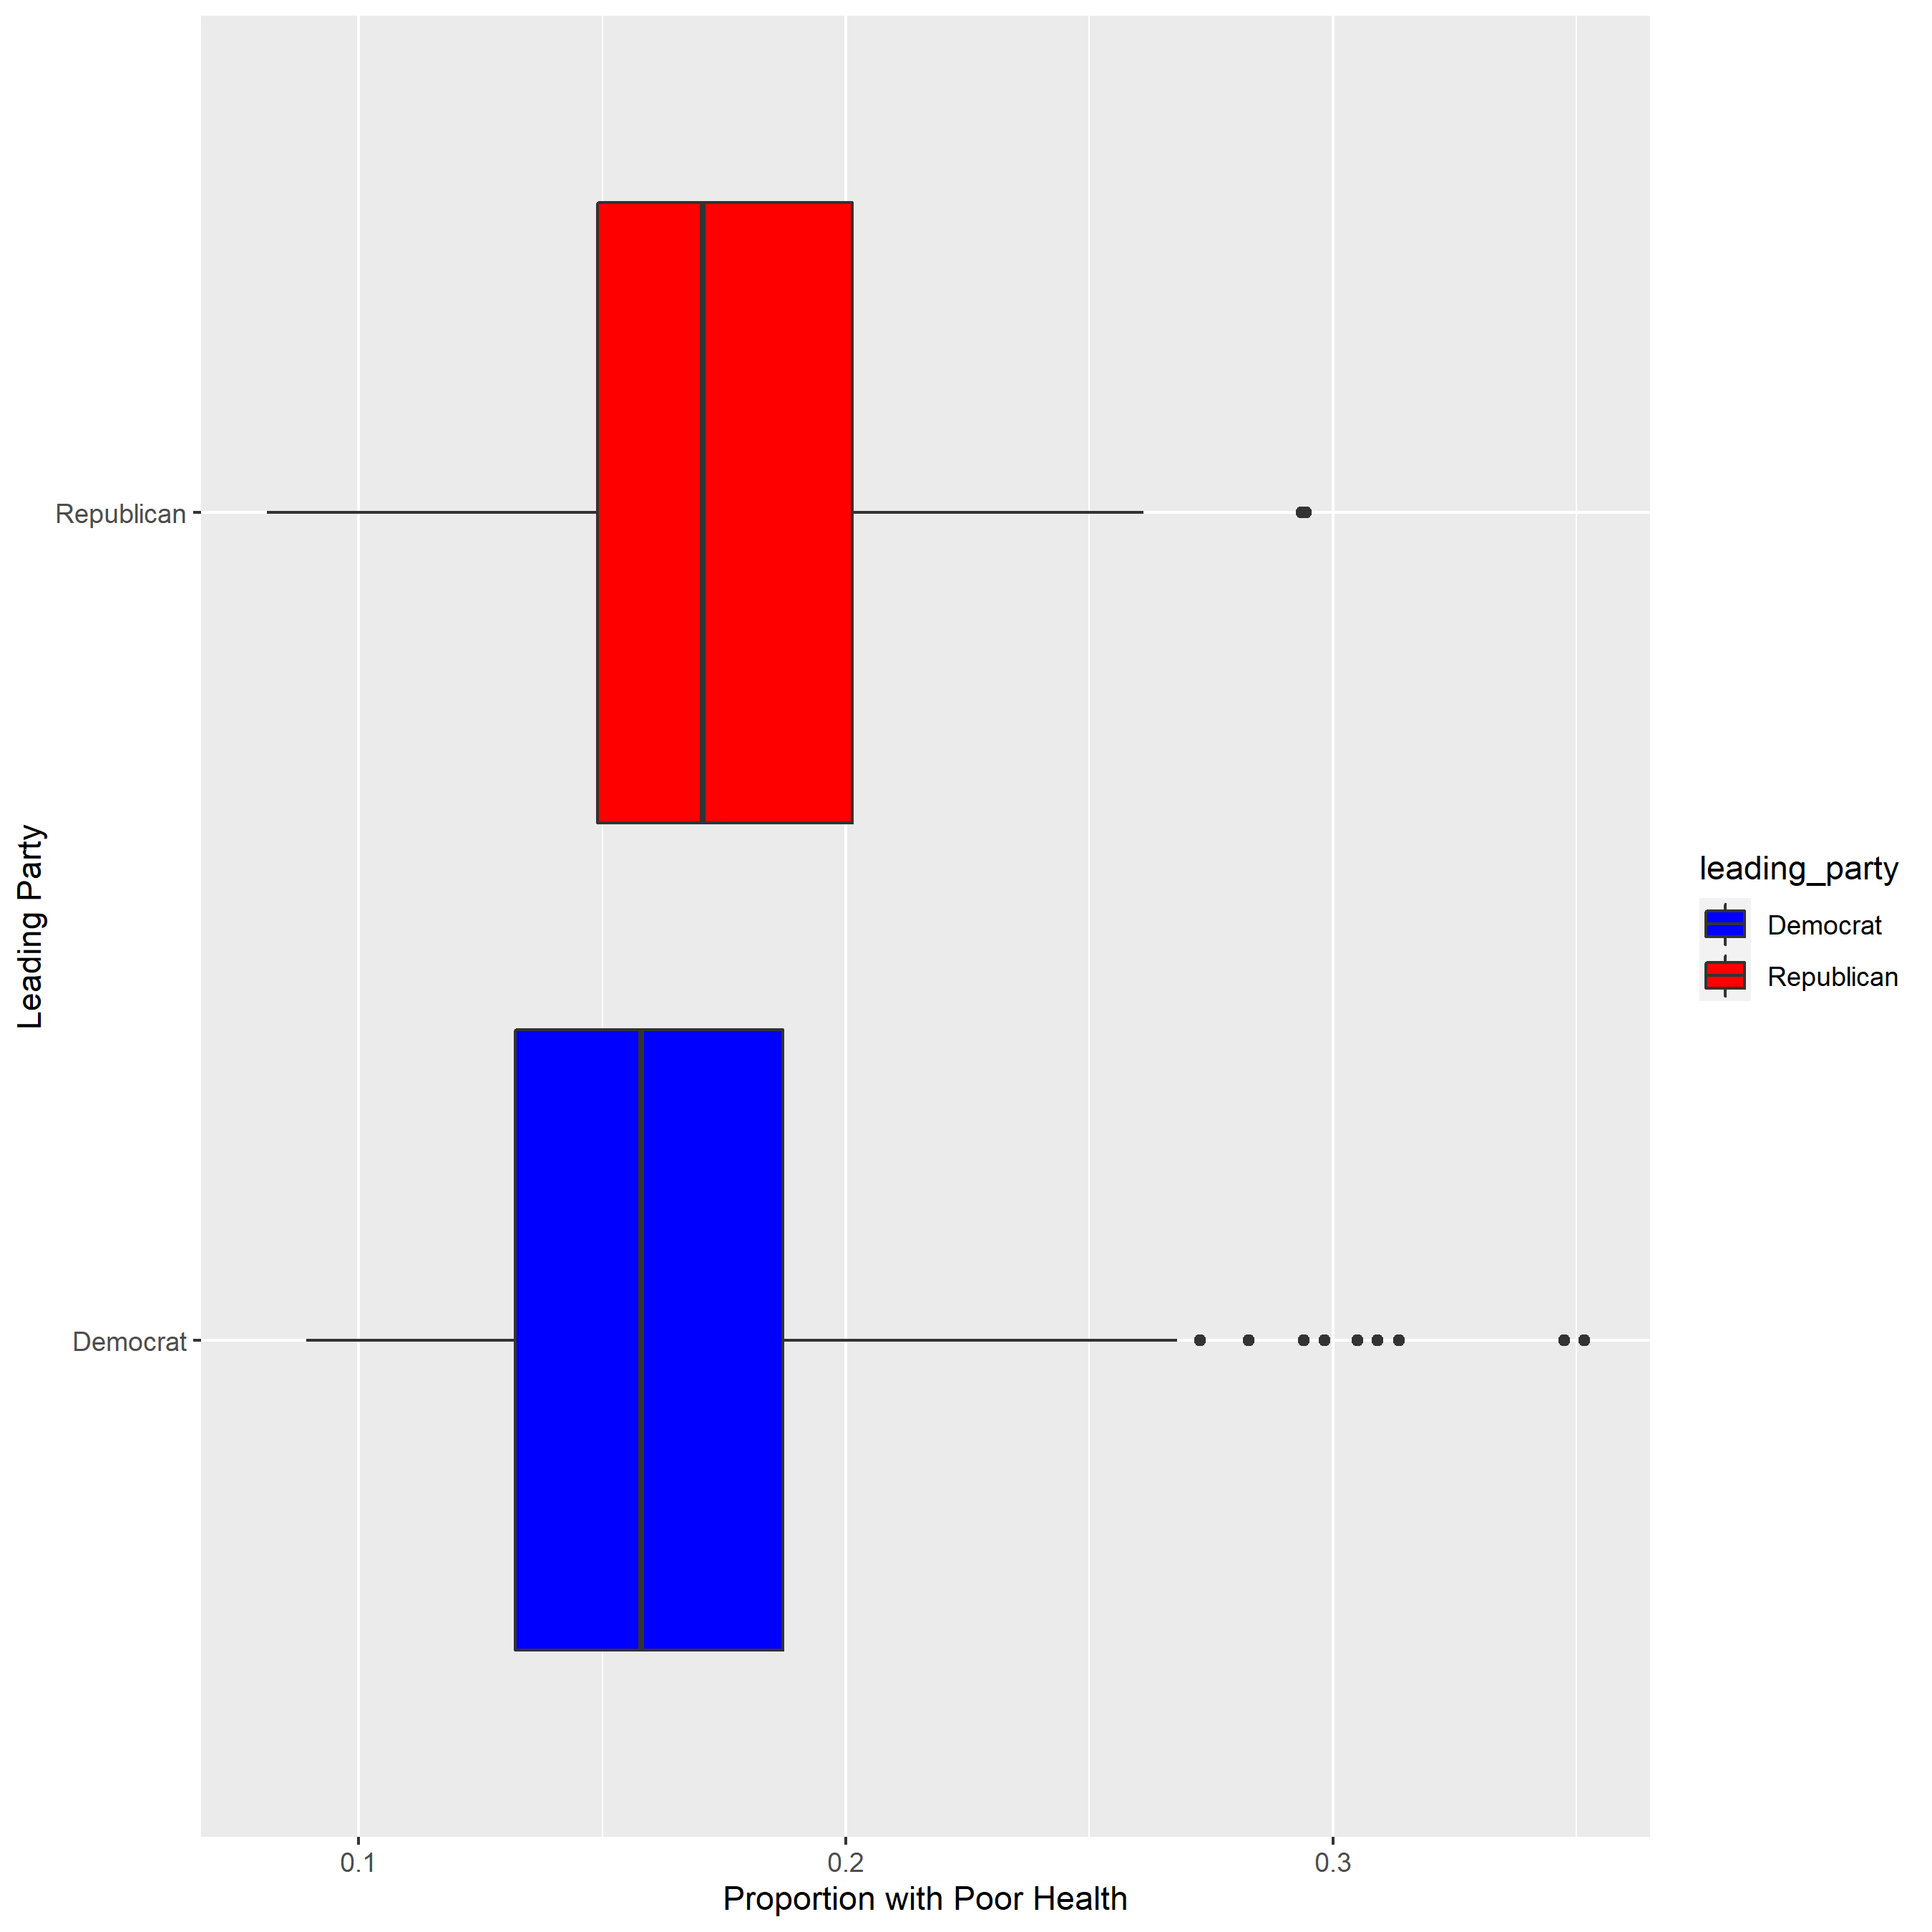 Leading Party
Republican
Democrat
0.1
0.2
0.3
Proportion with Poor Health
leading_party
Democrat
Republican